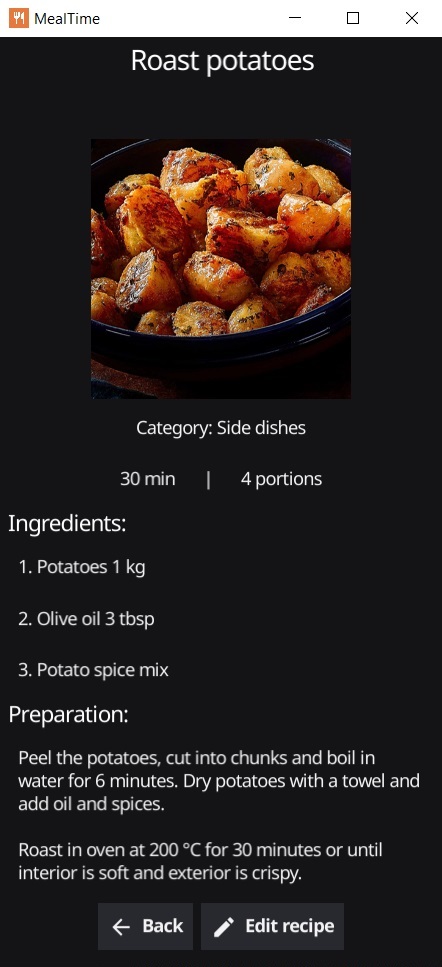 MealTime
Roast potatoes
Category: Side dishes
30 min | 4 portions
Ingredients:
1. Potatoes 1 kg
2. Olive oil 3 tbsp
3. Potato spice mix
Preparation:
Peel the potatoes, cut into chunks and boil in
water for 6 minutes. Dry potatoes with a towel and
add oil and spices.
Roast in oven at 200 °C for 30 minutes or until
interior is soft and exterior is crispy.
Back Edit recipe